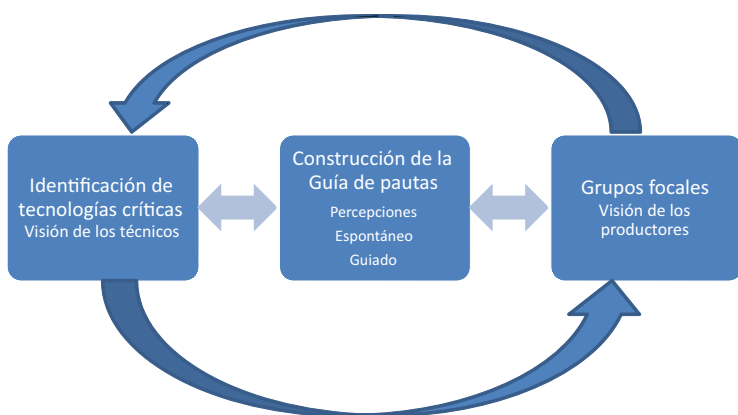 Identificación de
tecnologías críticas
Visión de los técnicos
Construcción de la
Guía de pautas
Percepciones
Espontáneo
Guiado
Grupos focales
Visión de los
productores